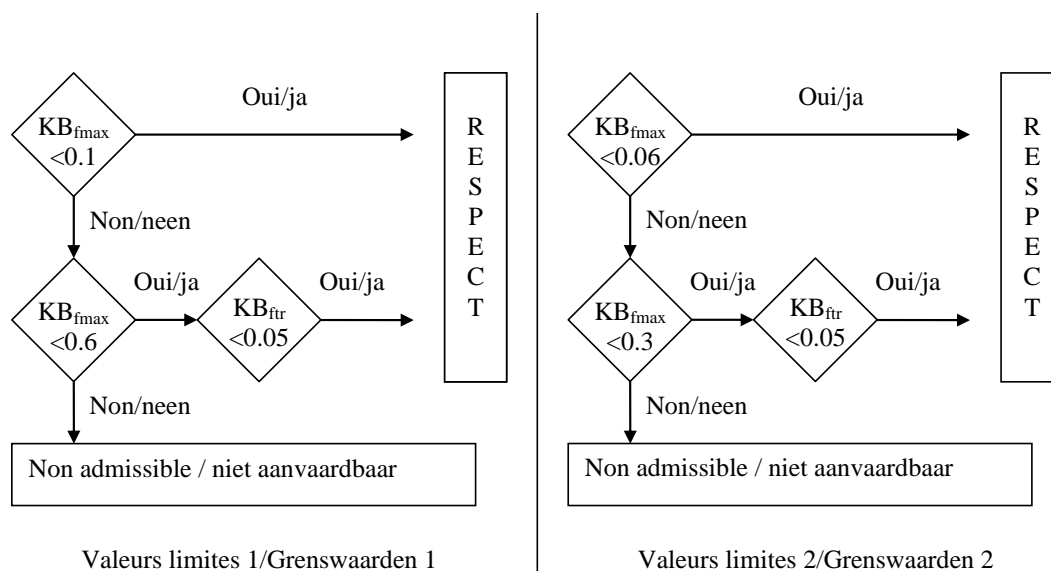 Oui/ja
KBfmax
<0.1
Non/neen
Oui/ja
Oui/ja
KBfmax
<0.6
KBftr
<0.05
Non/neen
R
E
S
P
E
C
T
Non admissible / niet aanvaardbaar
Valeurs limites 1/Grenswaarden 1
Oui/ja
KBfmax
<0.06
Non/neen
Oui/ja
Oui/ja
KBfmax
<0.3
KBftr
<0.05
Non/neen
R
E
S
P
E
C
T
Non admissible / niet aanvaardbaar
Valeurs limites 2/Grenswaarden 2